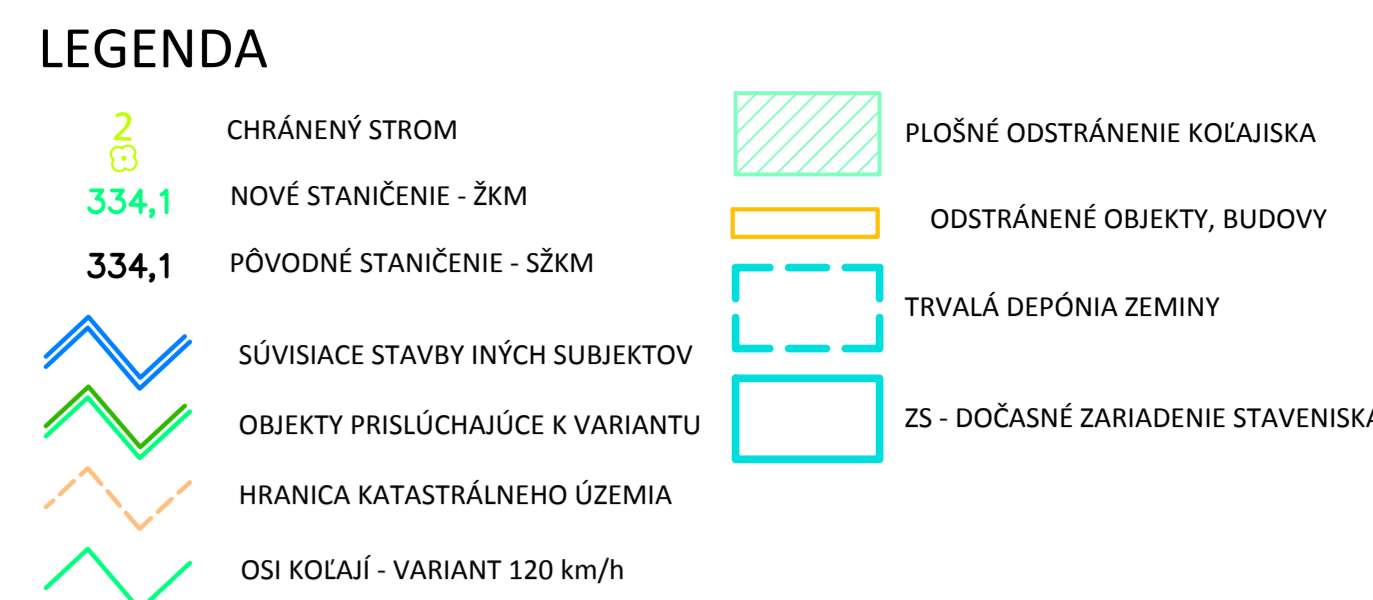 LEGENDA
2
CHRÁNENÝ STROM
334,1
NOVÉ STANIČENIE - ŽKM
334,1
PÔVODNÉ STANIČENIE - SŽKM
SÚVISIACE STAVBY INÝCH SUBJEKTOV
OBJEKTY PRISLÚCHAJÚCE K VARIANTU
HRANICA KATASTRÁLNEHO ÚZEMIA
OSI KOĽAJÍ - VARIANT 120 km/h
PLOŠNÉ ODSTRÁNENIE KOĽAJISKA
ODSTRÁNENÉ OBJEKTY, BUDOVY
TRVALÁ DEPÓNIA ZEMINY
ZS - DOČASNÉ ZARIADENIE STAVENISKA